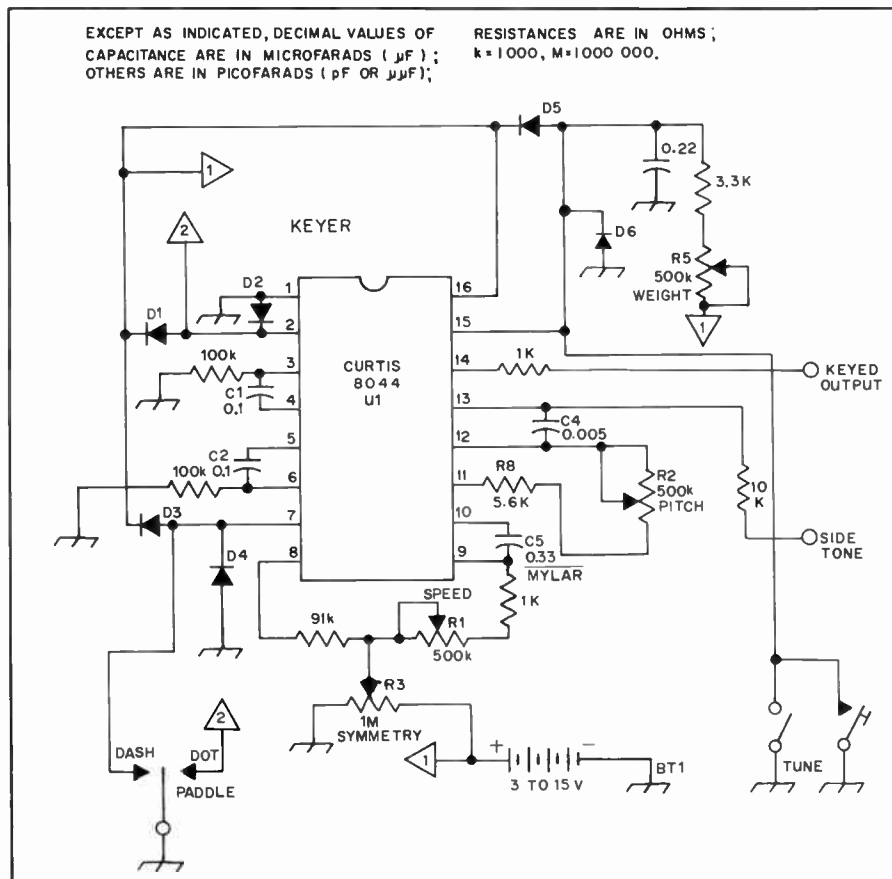 EXCEPT AS INDICATED, DECIMAL VALUES OF
CAPACITANCE ARE IN MICROFARADS ( µF ) ;
OTHERS ARE IN PICOFARADS ( pF OR µµF);
RESISTANCES ARE IN OHMS ;
k = 1000, M = 1000 000.
D5
1
0.22
3.3K
2
KEYER
D6
R5
500k
WEIGHT
1
D2
1
16
D1
2
15
100k
3
CURTIS
8044
U1
14
1K
KEYED
OUTPUT
C1
0.1
4
13
C4
0.005
5
12
C2
0.1
100k
6
11
R8
5.6K
R2
500k
PITCH
10
K
D3
7
10
C5
0.33
MYLAR
SIDE
TONE
D4
8
9
SPEED
1K
91k
R1
500k
R3
1M
SYMMETRY
2
DASH
DOT
PADDLE
1
+
−
3 TO 15 V
BT1
TUNE